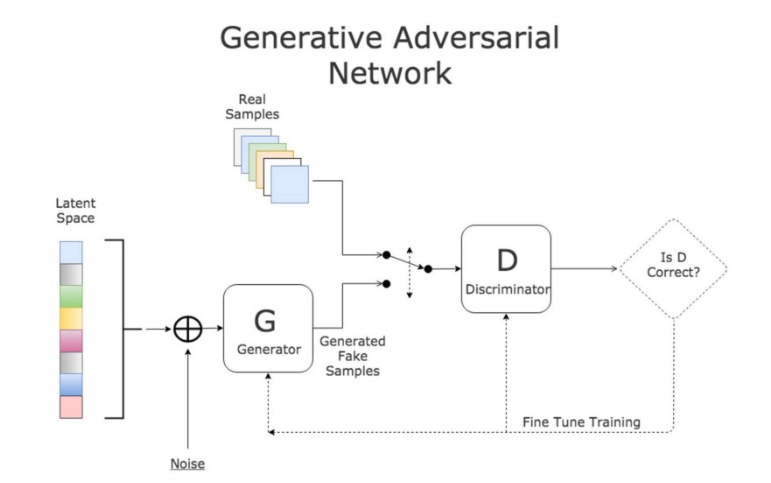 Generative Adversarial
Network
Real
Samples
Latent
Space
G
Generator
Generated
Fake
Samples
D
Discriminator
Is D
Correct?
Fine Tune Training
Noise